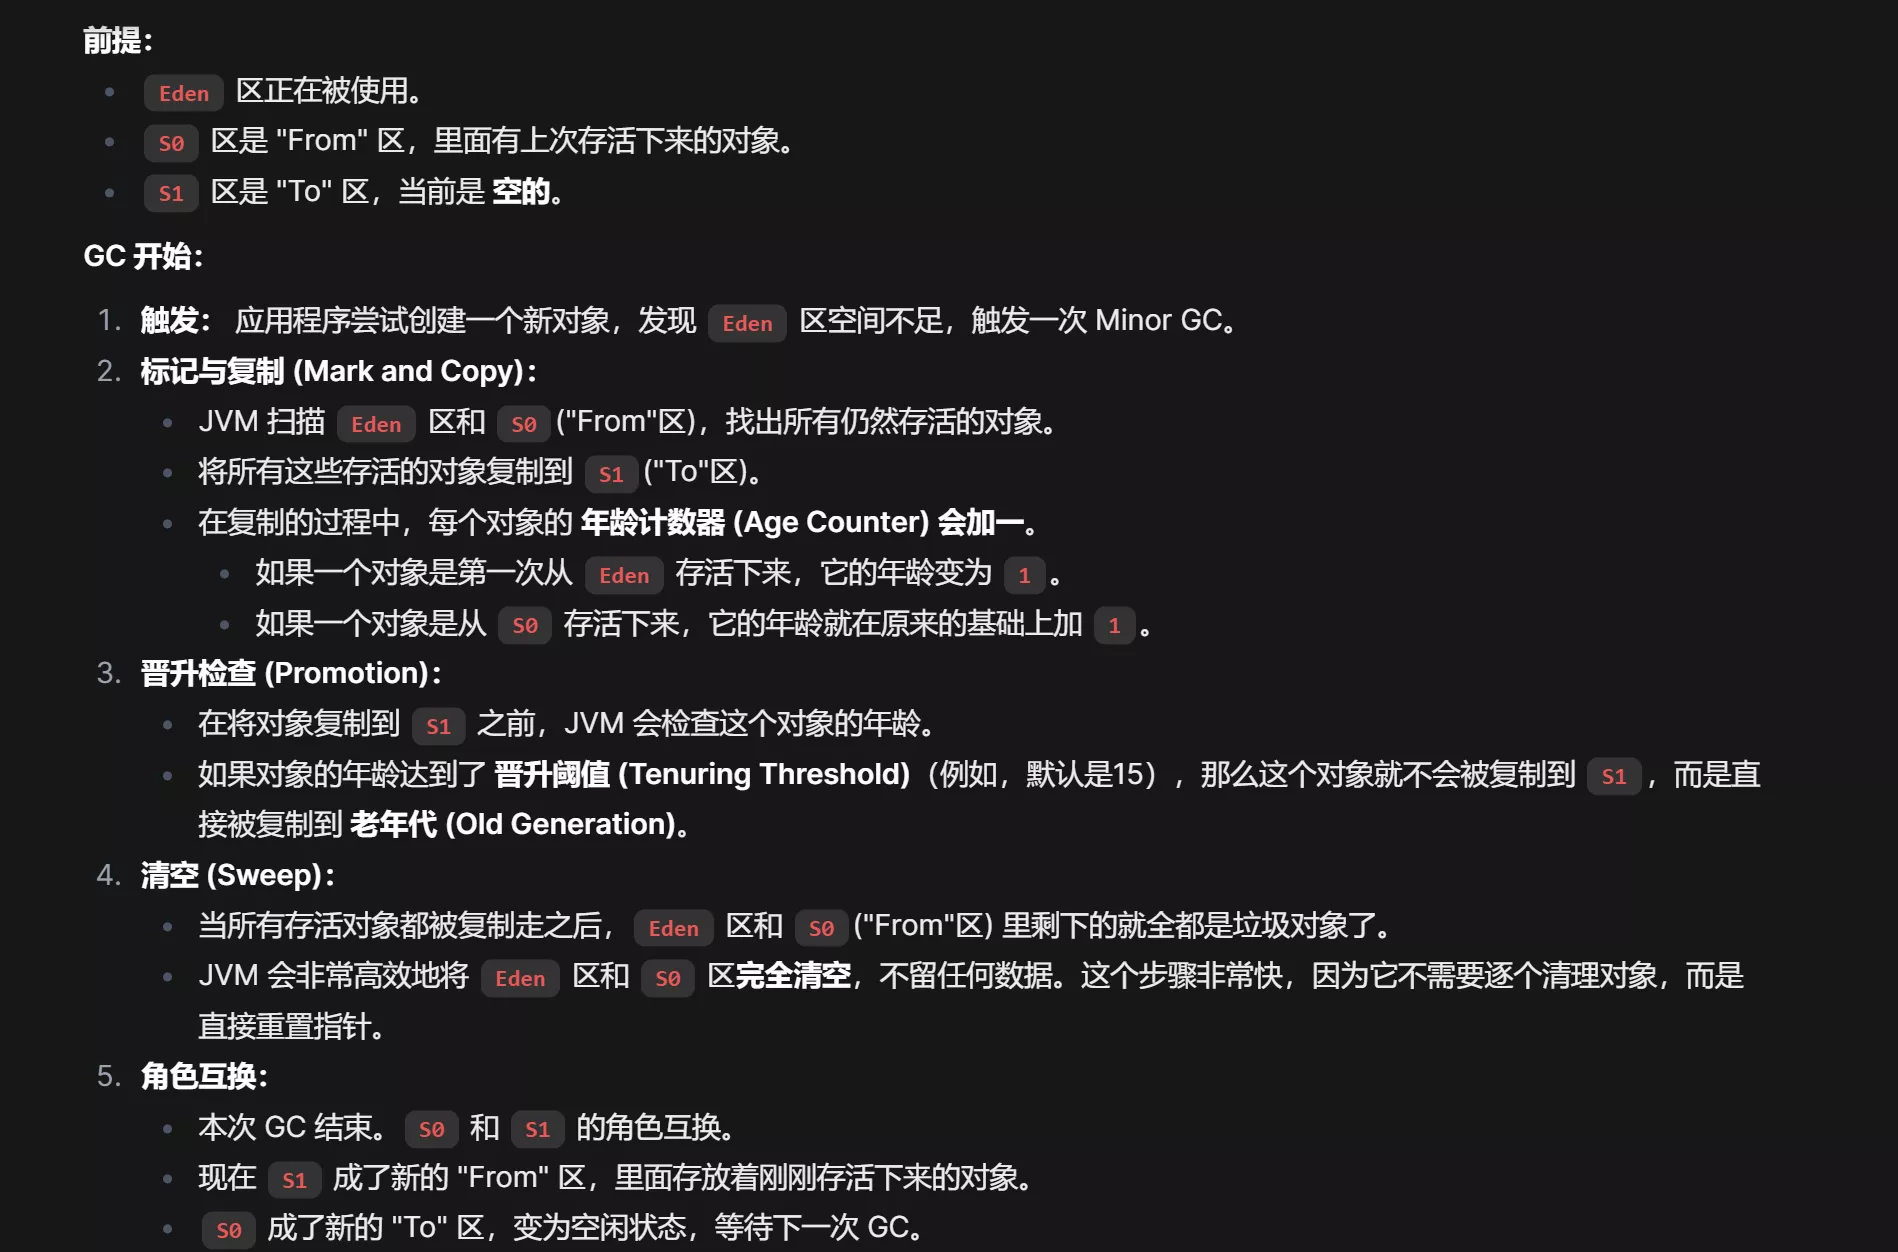 前提：
• Eden 区正在被使用。
• S0 区是 "From" 区，里面有上次存活下来的对象。
• S1 区是 "To" 区，当前是 空的。
GC 开始：
1. 触发： 应用程序尝试创建一个新对象，发现 Eden 区空间不足，触发一次 Minor GC。
2. 标记与复制 (Mark and Copy)：
• JVM 扫描 Eden 区和 S0 ("From"区)，找出所有仍然存活的对象。
• 将所有这些存活的对象复制到 S1 ("To"区)。
• 在复制的过程中，每个对象的 年龄计数器 (Age Counter) 会加一。
• 如果一个对象是第一次从 Eden 存活下来，它的年龄变为 1 。
• 如果一个对象是从 S0 存活下来，它的年龄就在原来的基础上加 1 。
3. 晋升检查 (Promotion)：
• 在将对象复制到 S1 之前，JVM 会检查这个对象的年龄。
• 如果对象的年龄达到了 晋升阈值 (Tenuring Threshold)（例如，默认是15），那么这个对象就不会被复制到 S1 ，而是直
接被复制到 老年代 (Old Generation)。
4. 清空 (Sweep)：
• 当所有存活对象都被复制走之后， Eden 区和 S0 ("From"区) 里剩下的就全都是垃圾对象了。
• JVM 会非常高效地将 Eden 区和 S0 区完全清空，不留任何数据。这个步骤非常快，因为它不需要逐个清理对象，而是
直接重置指针。
5. 角色互换：
• 本次 GC 结束。 S0 和 S1 的角色互换。
• 现在 S1 成了新的 "From" 区，里面存放着刚刚存活下来的对象。
• S0 成了新的 "To" 区，变为空闲状态，等待下一次 GC。